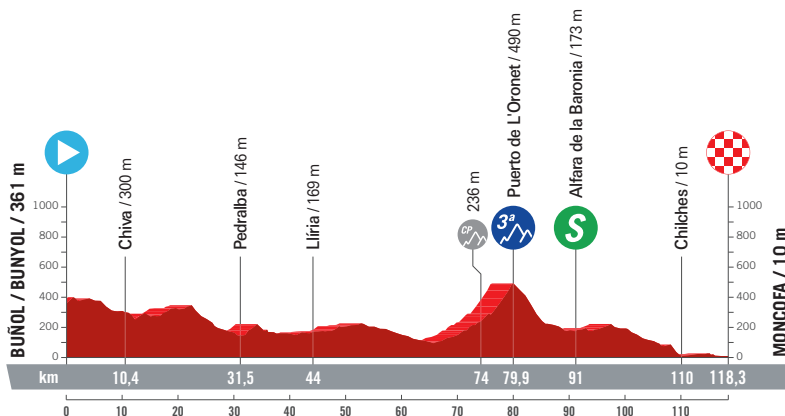 BUÑOL / BUNYOL / 361 m
Chiva / 300 m
Pedralba / 146 m
Llíria / 169 m
236 m
CP
Puerto de L'Oronet / 490 m
3ª
Alfara de la Baronia / 173 m
S
Chilches / 10 m
MONCOFA / 10 m
1000
800
600
400
200
0
1000
800
600
400
200
0
km 10,4 31,5 44 74 79,9 91 110 118,3
0 10 20 30 40 50 60 70 80 90 100 110